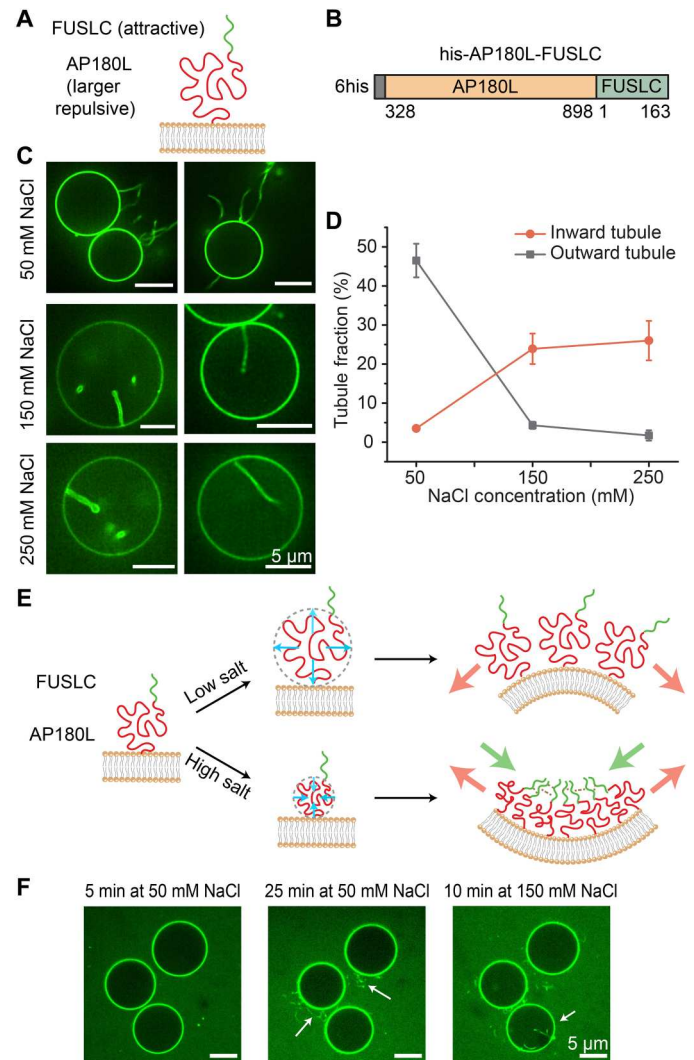 A
FUSLC (attractive)
AP180L
(larger
repulsive)
B
his-AP180L-FUSLC
6his
AP180L
FUSLC
328
898
1
163
C
50 mM NaCl
150 mM NaCl
250 mM NaCl
5 μm
D
Inward tubule
Outward tubule
Tubule fraction (%)
50
40
30
20
10
0
50
150
250
NaCl concentration (mM)
E
FUSLC
AP180L
Low salt
High salt
F
5 min at 50 mM NaCl
25 min at 50 mM NaCl
10 min at 150 mM NaCl
5 μm